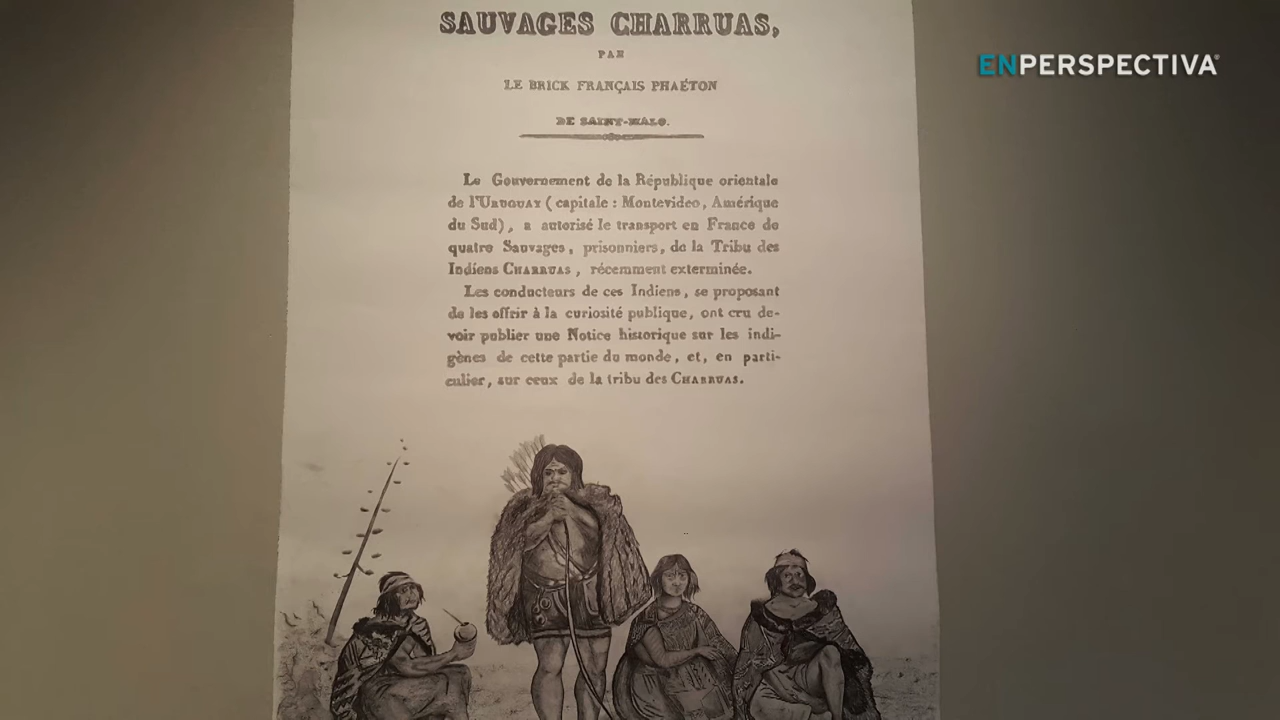 SAUVAGES CHARRUAS,
PAR
LE BRICK FRANÇAIS PHAÉTON
DE SAINT-MALO.
ENPERSPECTIVA
Le Gouvernement de la République orientale
de l'URUGUAY ( capitale : Montevideo, Amérique
du Sud), a autorisé le transport en France de
quatre Sauvages, prisonniers, de la Tribu des
Indiens CHARRUAS, récemment exterminée.
Les conducteurs de ces Indiens, se proposant
de les offrir à la curiosité publique, ont cru de-
voir publier une Notice historique sur les indi-
gènes de cette partie du monde, et, en parti-
culier, sur ceux de la tribu des CHARRUAS.